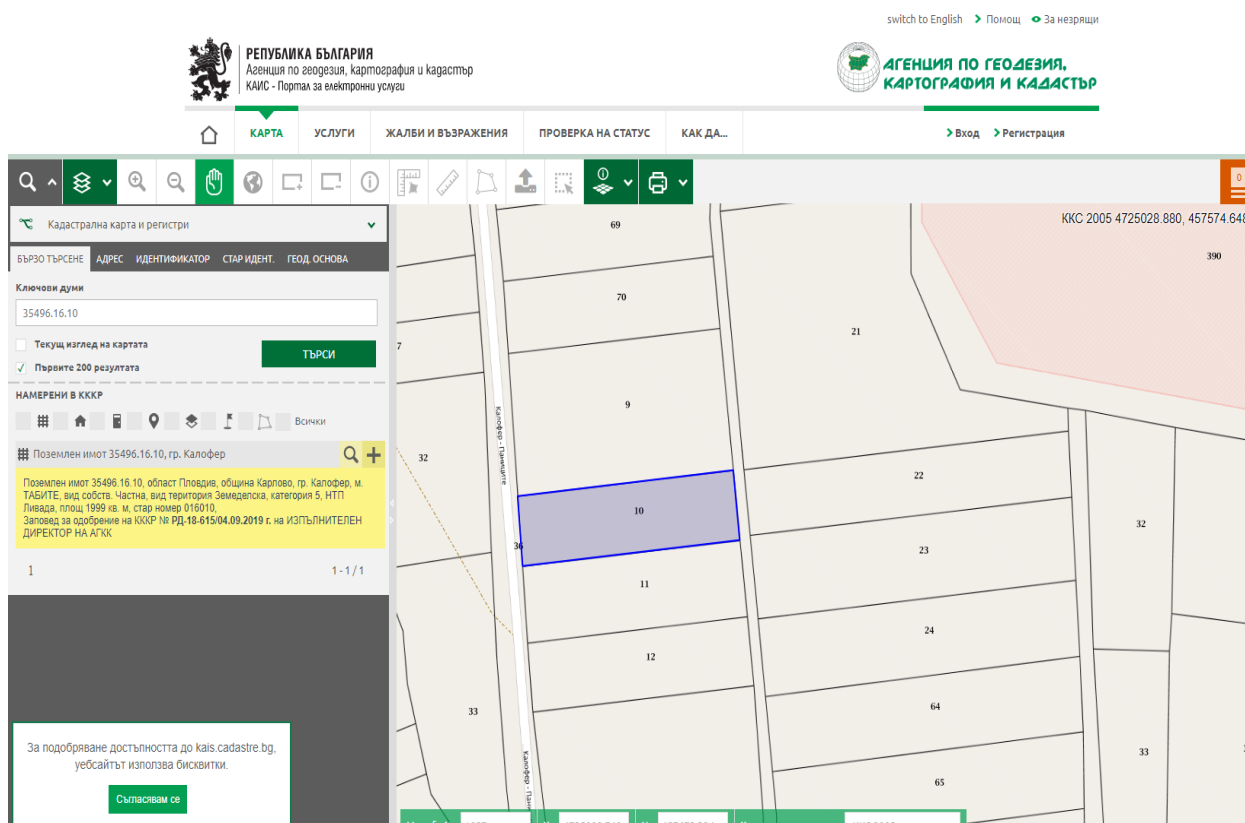 switch to English
Помощ
За незрящи
РЕПУБЛИКА БЪЛГАРИЯ
Агенция по геодезия, картография и кадастър
КАИС - Портал за електронни услуги
АГЕНЦИЯ ПО ГЕОДЕЗИЯ,
КАРТОГРАФИЯ И КАДАСТЪР
КАРТА
УСЛУГИ
ЖАЛБИ И ВЪЗРАЖЕНИЯ
ПРОВЕРКА НА СТАТУС
КАК ДА...
Вход
Регистрация
0
Кадастрална карта и регистри
БЪРЗО ТЪРСЕНЕ
АДРЕС
ИДЕНТИФИКАТОР
СТАР ИДЕНТ.
ГЕОД. ОСНОВА
Ключови думи
35496.16.10
Текущ изглед на картата
Първите 200 резултата
ТЪРСИ
НАМЕРЕНИ В КККР
Всички
Поземлен имот 35496.16.10, гр. Калофер
Поземлен имот 35496.16.10, област Пловдив, община Карлово, гр. Калофер, м.
ТАБИТЕ, вид собств. Частна, вид територия Земеделска, категория 5, НТП
Ливада, площ 1999 кв. м, стар номер 016010,
Заповед за одобрение на КККР № РД-18-615/04.09.2019 г. на ИЗПЪЛНИТЕЛЕН
ДИРЕКТОР НА АГКК
1
1 - 1 / 1
За подобряване достъпността до kais.cadastre.bg,
уебсайтът използва бисквитки.
Съгласявам се
ККС 2005 4725028.880, 457574.648
69
390
70
21
7
9
Калофер - Паниците
32
22
10
32
36
23
11
24
12
64
33
33
Калофер - Пани
65